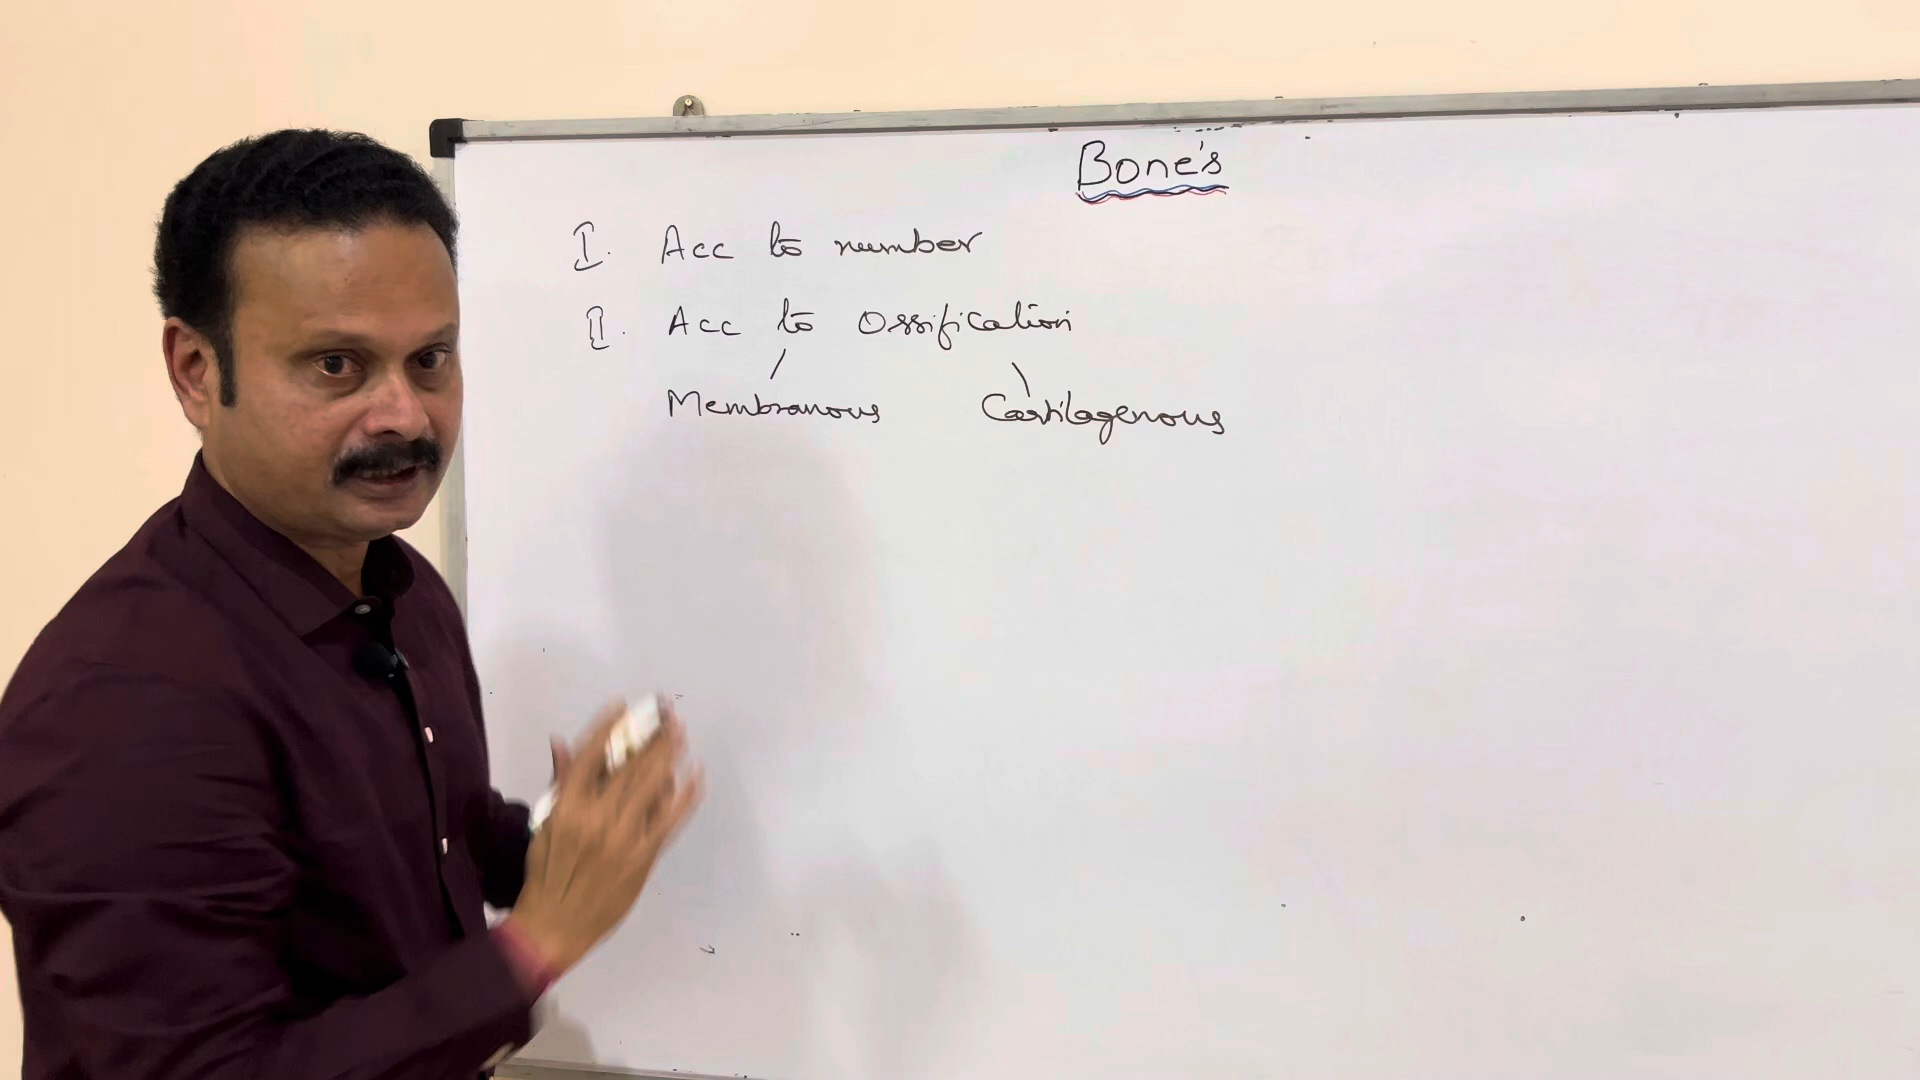 Bone's
I. Acc to number
II. Acc to Ossification
Membranous Cartilagenous